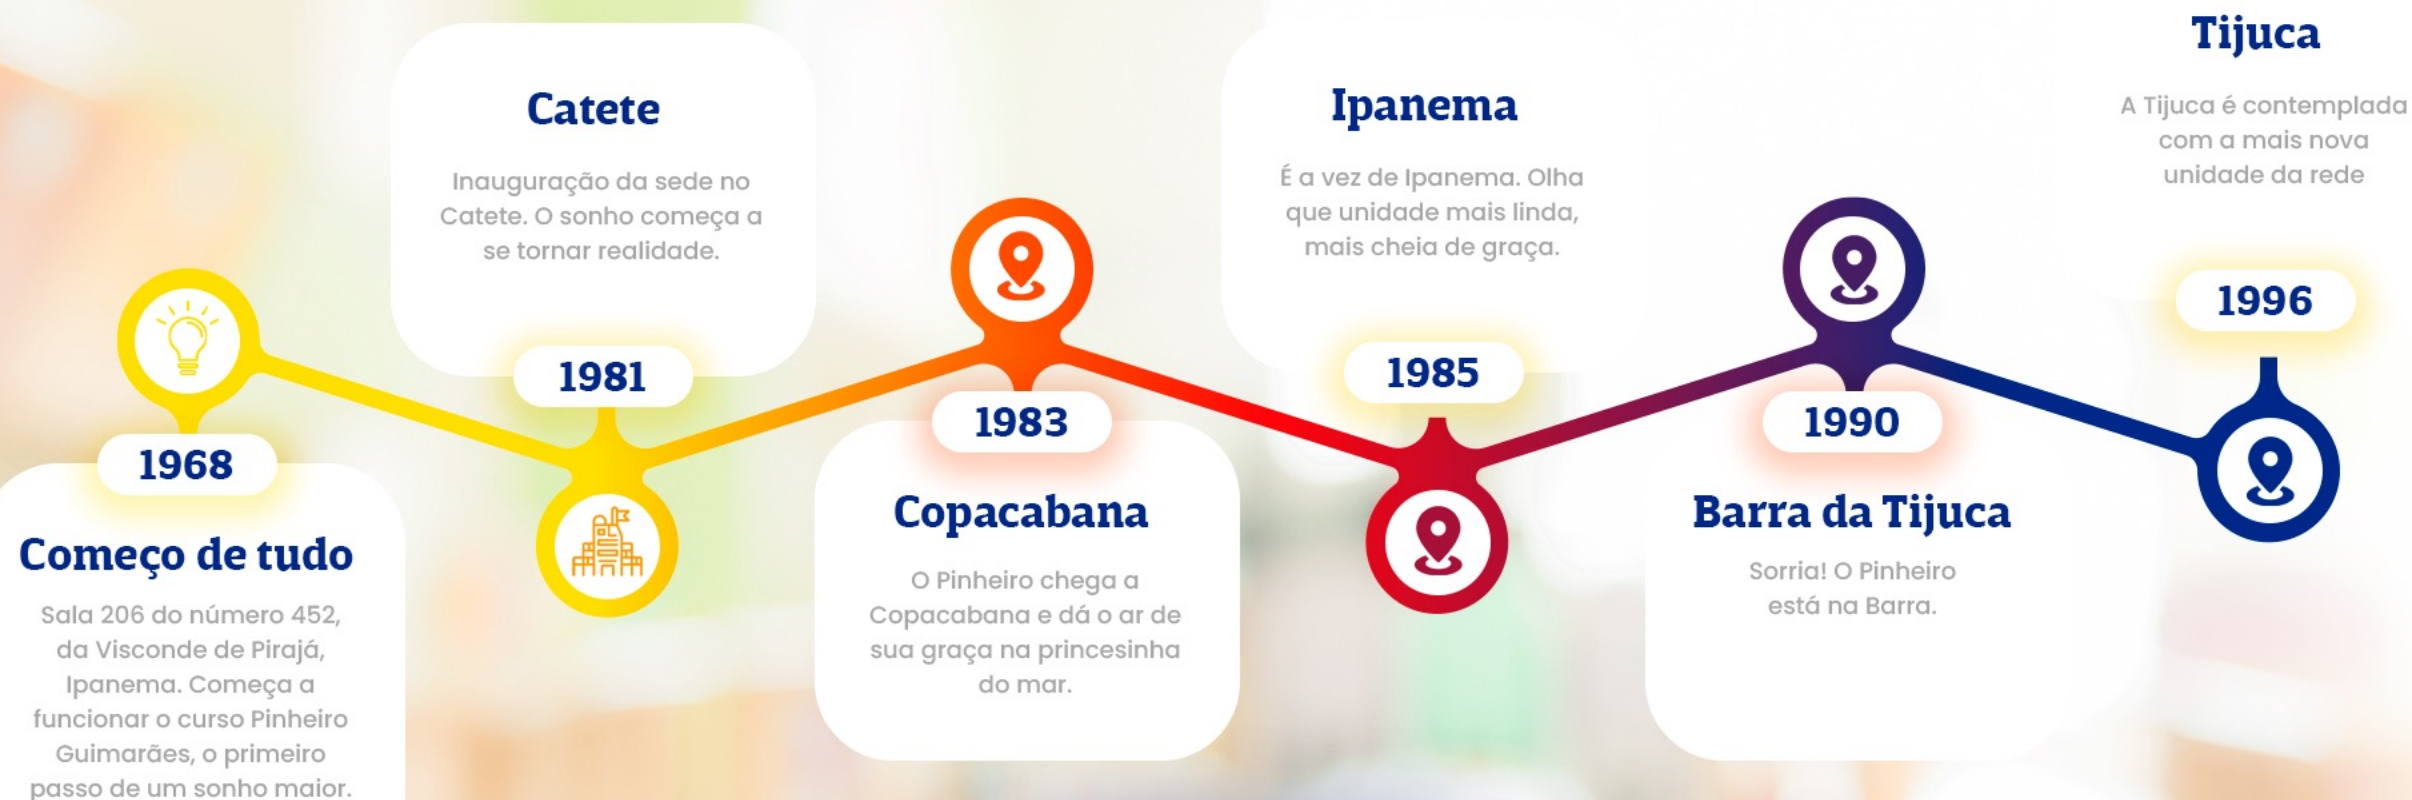 1968
Começo de tudo
Sala 206 do número 452,
da Visconde de Pirajá,
Ipanema. Começa a
funcionar o curso Pinheiro
Guimarães, o primeiro
passo de um sonho maior.
Catete
Inauguração da sede no
Catete. O sonho começa a
se tornar realidade.
1981
1983
Copacabana
O Pinheiro chega a
Copacabana e dá o ar de
sua graça na princesinha
do mar.
Ipanema
É a vez de Ipanema. Olha
que unidade mais linda,
mais cheia de graça.
1985
1990
Barra da Tijuca
Sorria! O Pinheiro
está na Barra.
Tijuca
A Tijuca é contemplada
com a mais nova
unidade da rede
1996